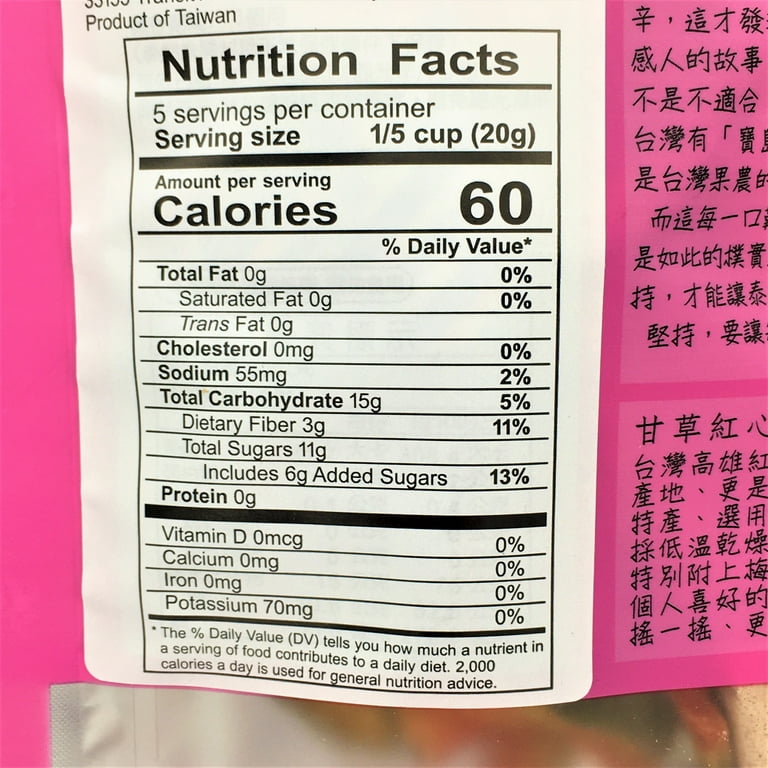 Product of Taiwan
Nutrition Facts
5 servings per container
Serving size 1/5 cup (20g)
Amount per serving
Calories 60
% Daily Value*
Total Fat 0g 0%
Saturated Fat 0g 0%
Trans Fat 0g
Cholesterol 0mg 0%
Sodium 55mg 2%
Total Carbohydrate 15g 5%
Dietary Fiber 3g 11%
Total Sugars 11g
Includes 6g Added Sugars 13%
Protein 0g
Vitamin D 0mcg 0%
Calcium 0mg 0%
Iron 0mg 0%
Potassium 70mg 0%
* The % Daily Value (DV) tells you how much a nutrient in
a serving of food contributes to a daily diet. 2,000
calories a day is used for general nutrition advice.
辛，這才發
感人的故事
不是不適合
台灣有「寶島
是台灣果農的
而這每一口
是如此的樸實
持，才能讓泰
堅持，要讓
甘草紅心
台灣高雄紅
產地、更是
特產、選用
採低溫乾燥
特別附上梅
個人喜好的
搖一搖、更